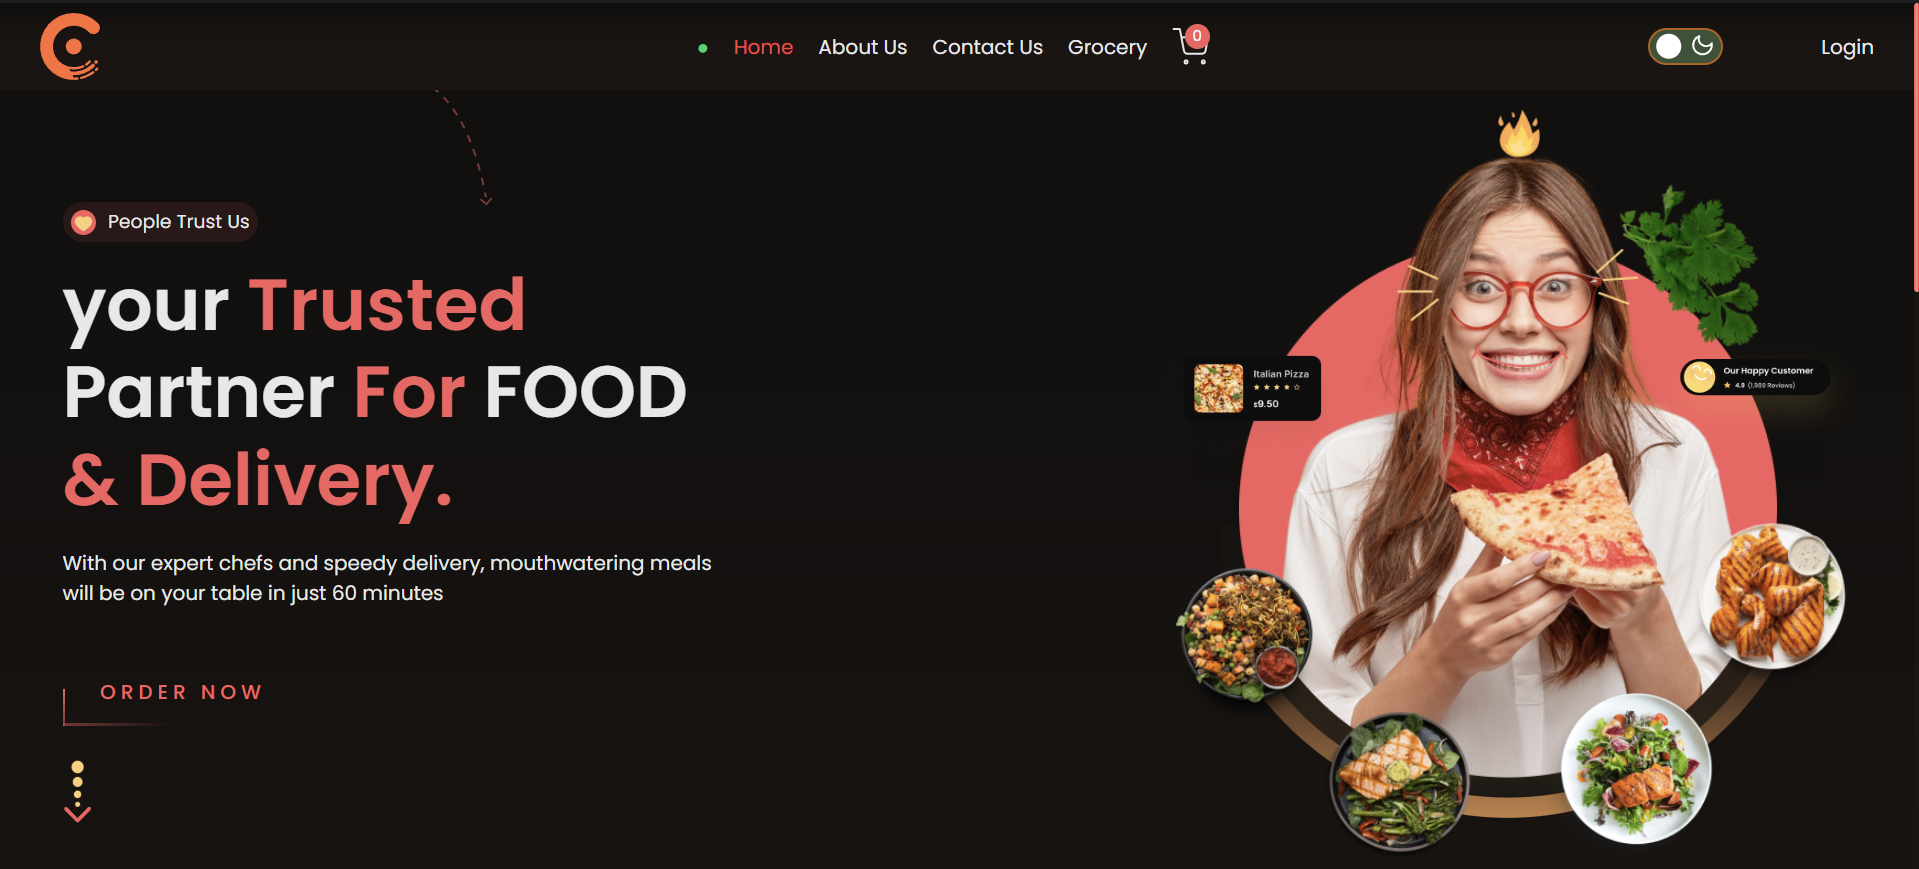 Home About Us Contact Us Grocery 0 Login
People Trust Us
your Trusted
Partner For FOOD
& Delivery.
With our expert chefs and speedy delivery, mouthwatering meals
will be on your table in just 60 minutes
ORDER NOW
Italian Pizza
$9.50
Our Happy Customer
4.9 (1.989 Reviews)